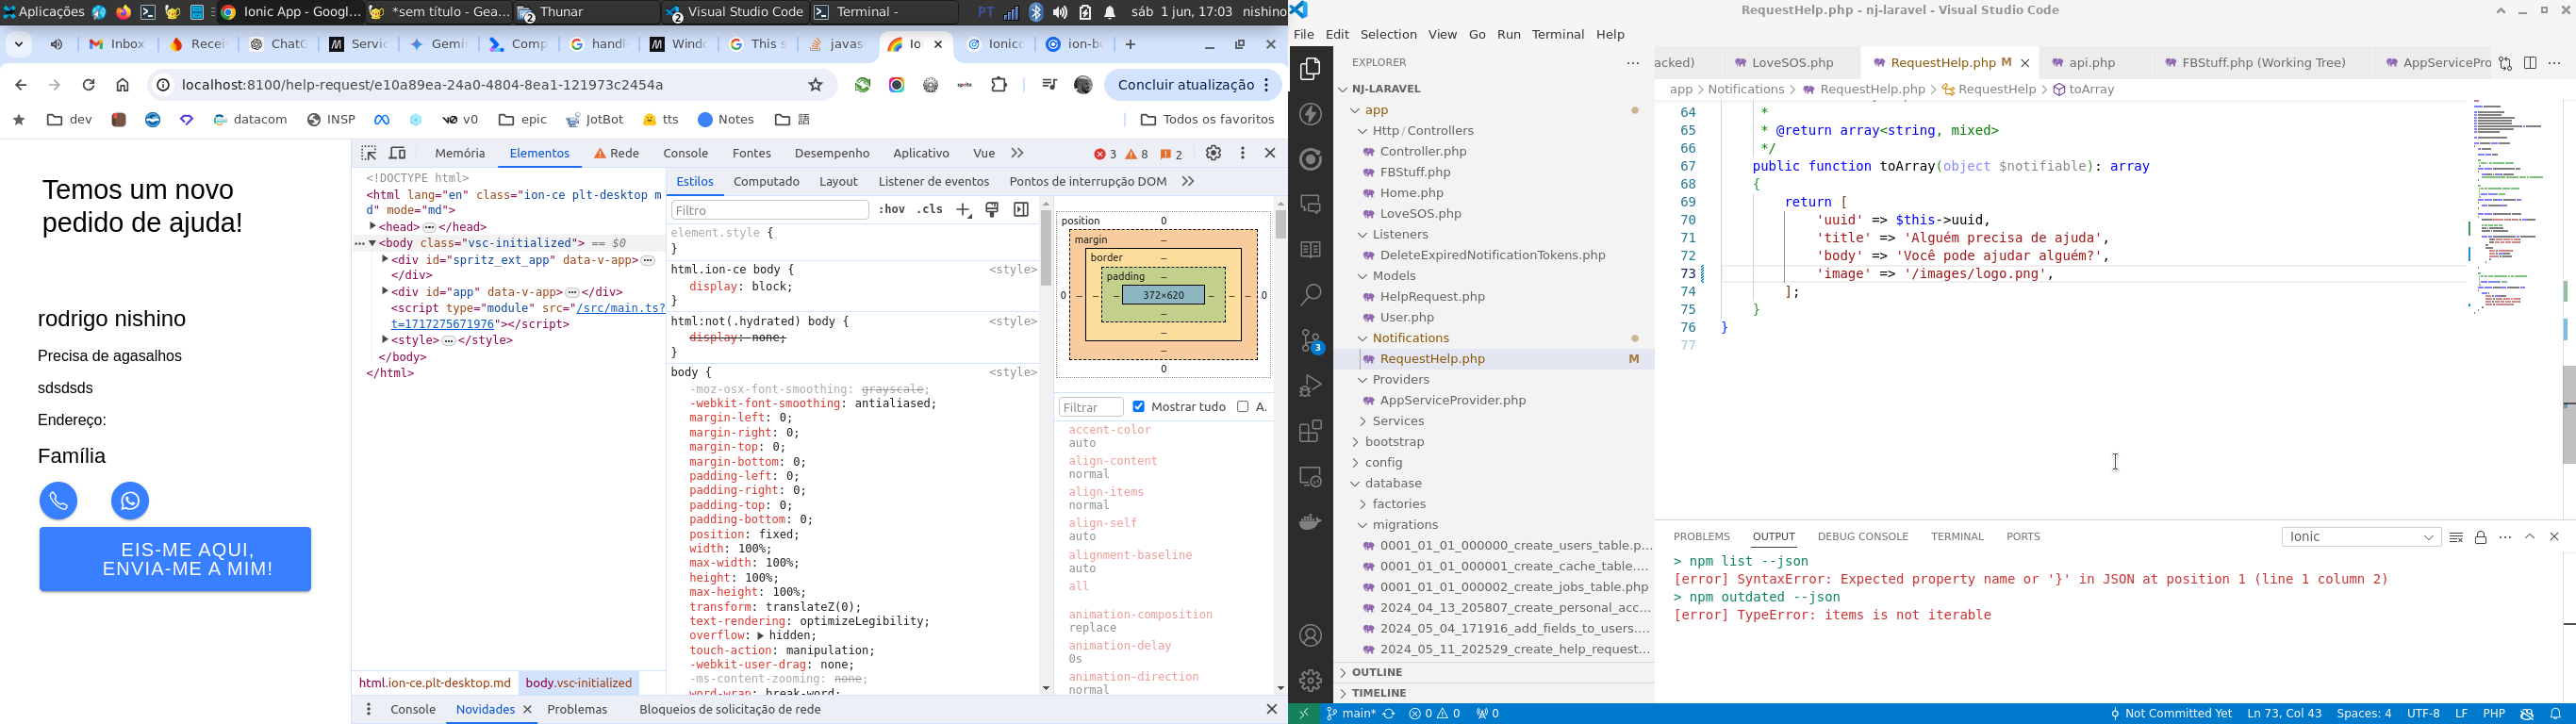 Aplicações
Ionic App - Googl...
*sem título - Gea...
2 Thunar
2 Visual Studio Code
Terminal -
PT
sáb 1 jun, 17:03 nishino
Inbox
Recei
ChatG
Servic
Gemi
Comp
handl
Windo
This s
javas
Io
Ionicc
ion-bu
localhost:8100/help-request/e10a89ea-24a0-4804-8ea1-121973c2454a
Concluir atualização
dev
datacom
INSP
v0
epic
JotBot
tts
Notes
語
Todos os favoritos
Temos um novo
pedido de ajuda!
rodrigo nishino
Precisa de agasalhos
sdsdsds
Endereço:
Família
EIS-ME AQUI,
ENVIA-ME A MIM!
Memória Elementos Rede Console Fontes Desempenho Aplicativo Vue 3 8 2
<!DOCTYPE html>
<html lang="en" class="ion-ce plt-desktop m
d" mode="md">
<head> </head>
<body class="vsc-initialized"> == $0
<div id="spritz_ext_app" data-v-app>
</div>
<div id="app" data-v-app> </div>
<script type="module" src="/src/main.ts?
t=1717275671976"></script>
<style> </style>
</body>
</html>
html.ion-ce.plt-desktop.md body.vsc-initialized
Estilos Computado Layout Listener de eventos Pontos de interrupção DOM
Filtro :hov .cls
element.style {
}
html.ion-ce body { <style>
display: block;
}
html:not(.hydrated) body { <style>
display: none;
}
body { <style>
-moz-osx-font-smoothing: grayscale;
-webkit-font-smoothing: antialiased;
margin-left: 0;
margin-right: 0;
margin-top: 0;
margin-bottom: 0;
padding-left: 0;
padding-right: 0;
padding-top: 0;
padding-bottom: 0;
position: fixed;
width: 100%;
max-width: 100%;
height: 100%;
max-height: 100%;
transform: translateZ(0);
text-rendering: optimizeLegibility;
overflow: hidden;
touch-action: manipulation;
-webkit-user-drag: none;
-ms-content-zooming: none;
word-wrap: break-word;
position 0
margin –
border –
padding –
0 – – – 372×620 – – – 0
–
–
–
0
Filtrar Mostrar tudo A.
accent-color
auto
align-content
normal
align-items
normal
align-self
auto
alignment-baseline
auto
all
animation-composition
replace
animation-delay
0s
animation-direction
normal
Console Novidades Problemas Bloqueios de solicitação de rede
RequestHelp.php - nj-laravel - Visual Studio Code
File Edit Selection View Go Run Terminal Help
EXPLORER
NJ-LARAVEL
app
Http / Controllers
Controller.php
FBStuff.php
Home.php
LoveSOS.php
Listeners
DeleteExpiredNotificationTokens.php
Models
HelpRequest.php
User.php
Notifications
RequestHelp.php M
Providers
AppServiceProvider.php
Services
bootstrap
config
database
factories
migrations
0001_01_01_000000_create_users_table.p...
0001_01_01_000001_create_cache_table....
0001_01_01_000002_create_jobs_table.php
2024_04_13_205807_create_personal_acc...
2024_05_04_171916_add_fields_to_users....
2024_05_11_202529_create_help_request...
OUTLINE
TIMELINE
3
acked) LoveSOS.php RequestHelp.php M api.php FBStuff.php (Working Tree) AppServicePro
app > Notifications > RequestHelp.php > RequestHelp > toArray
64 *
65 * @return array<string, mixed>
66 */
67 public function toArray(object $notifiable): array
68 {
69 return [
70 'uuid' => $this->uuid,
71 'title' => 'Alguém precisa de ajuda',
72 'body' => 'Você pode ajudar alguém?',
73 'image' => '/images/logo.png',
74 ];
75 }
76 }
77
PROBLEMS OUTPUT DEBUG CONSOLE TERMINAL PORTS Ionic
> npm list --json
[error] SyntaxError: Expected property name or '}' in JSON at position 1 (line 1 column 2)
> npm outdated --json
[error] TypeError: items is not iterable
main* 0 0 0 Not Committed Yet Ln 73, Col 43 Spaces: 4 UTF-8 LF PHP